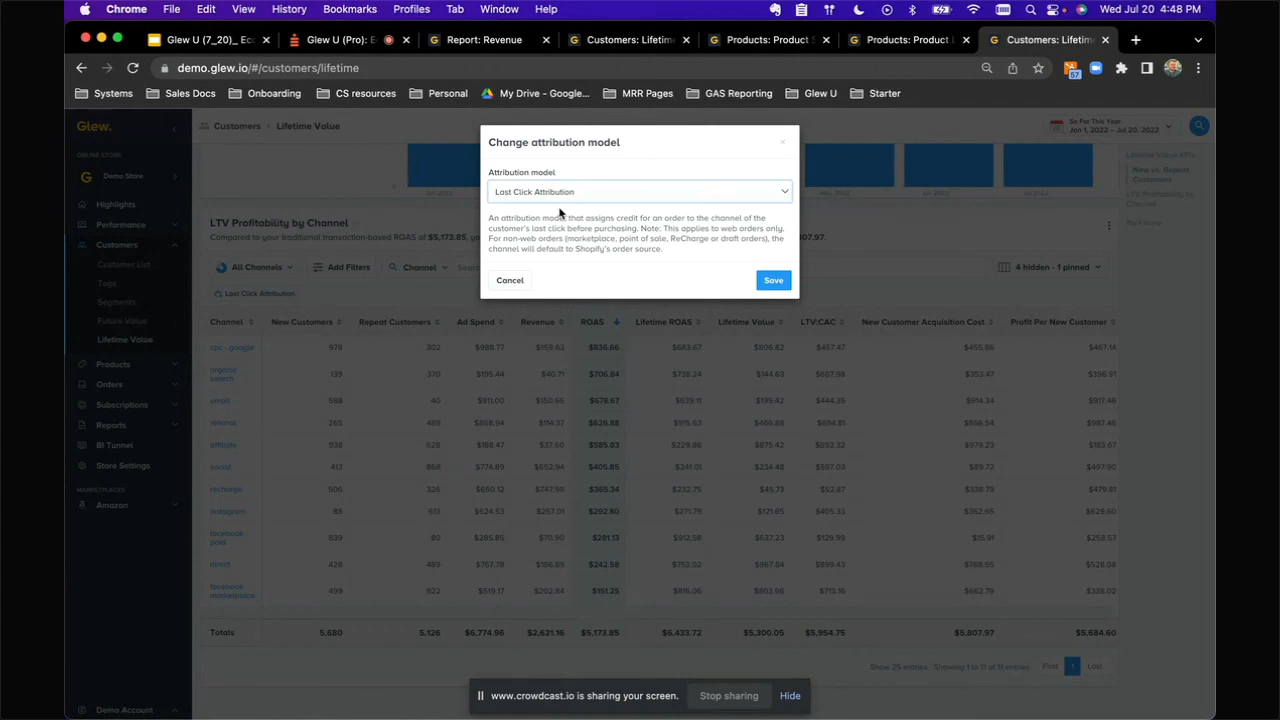 Chrome File Edit View History Bookmarks Profiles Tab Window Help Wed Jul 20 4:48 PM
Glew U (7_20)_ Ecc Glew U (Pro): Ec Report: Revenue Customers: Lifetim Products: Product S Products: Product L Customers: Lifetim
demo.glew.io/#/customers/lifetime 57
Systems Sales Docs Onboarding CS resources Personal My Drive - Google... MRR Pages GAS Reporting Glew U Starter
Glew. Customers Lifetime Value
So Far This Year
Jan 1, 2022 – Jul 20, 2022
ONLINE STORE
Demo Store
Highlights
Performance
Customers
Customer List
Tags
Segments
Future Value
Lifetime Value
Products
Orders
Subscriptions
Reports
BI Tunnel
Store Settings
MARKETPLACES
Amazon
Demo Account
Change attribution model
Attribution model
Last Click Attribution
An attribution model that assigns credit for an order to the channel of the
customer's last click before purchasing. Note: This applies to web orders only.
For non-web orders (marketplace, point of sale, ReCharge or draft orders), the
channel will default to Shopify's order source.
Cancel Save
Lifetime Value KPIs
New vs. Repeat
Customers
LTV Profitability by
Channel
LTV Profitability by Channel
Compared to your traditional transaction-based ROAS of $5,173.85, 807.97.
All Channels Add Filters Channel 4 hidden - 1 pinned
Last Click Attribution
Channel New Customers Repeat Customers Ad Spend Revenue ROAS Lifetime ROAS Lifetime Value LTV:CAC New Customer Acquisition Cost Profit Per New Customer
cpc - google 978 302 $988.77 $159.63 $836.66 $683.67 $806.82 $457.47 $455.86 $467.14
organic search 139 370 $195.44 $40.71 $706.84 $738.24 $144.63 $667.98 $353.47 $396.91
email 588 40 $911.00 $150.66 $678.67 $639.11 $195.42 $444.35 $914.34 $917.46
referral 265 489 $868.94 $114.37 $626.88 $915.63 $466.88 $694.81 $866.54 $987.46
affiliate 938 628 $188.47 $37.60 $585.83 $229.86 $875.42 $892.32 $979.23 $183.67
social 413 868 $774.89 $652.94 $405.85 $241.01 $234.48 $587.03 $89.72 $497.90
recharge 506 326 $650.12 $747.59 $365.34 $232.75 $45.73 $52.87 $338.79 $479.81
instagram 88 613 $624.53 $257.01 $292.80 $271.79 $121.65 $405.33 $362.65 $629.60
facebook paid 839 80 $285.85 $70.90 $281.13 $912.58 $637.23 $129.99 $15.91 $258.57
direct 428 489 $767.78 $186.89 $242.58 $753.02 $967.84 $899.43 $768.65 $528.08
facebook marketplace 499 922 $519.17 $202.84 $151.25 $816.06 $803.96 $713.16 $662.79 $338.02
Totals 5,680 5,126 $6,774.96 $2,621.16 $5,173.85 $6,433.72 $5,300.05 $5,954.75 $5,807.97 $5,684.60
Show 25 entries. Showing 1 to 11 of 11 entries First 1 Last
www.crowdcast.io is sharing your screen. Stop sharing Hide